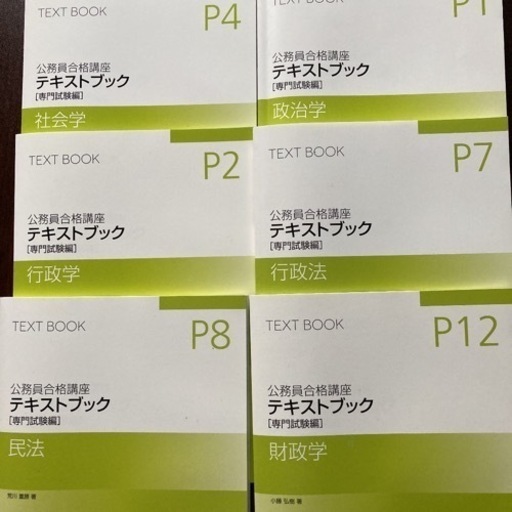 TEXT BOOK
P4
公務員合格講座
テキストブック
[専門試験編]
社会学
TEXT BOOK
P1
公務員合格講座
テキストブック
[専門試験編]
政治学
TEXT BOOK
P2
公務員合格講座
テキストブック
[専門試験編]
行政学
TEXT BOOK
P7
公務員合格講座
テキストブック
[専門試験編]
行政法
TEXT BOOK
P8
公務員合格講座
テキストブック
[専門試験編]
民法
TEXT BOOK
P12
公務員合格講座
テキストブック
[専門試験編]
財政学